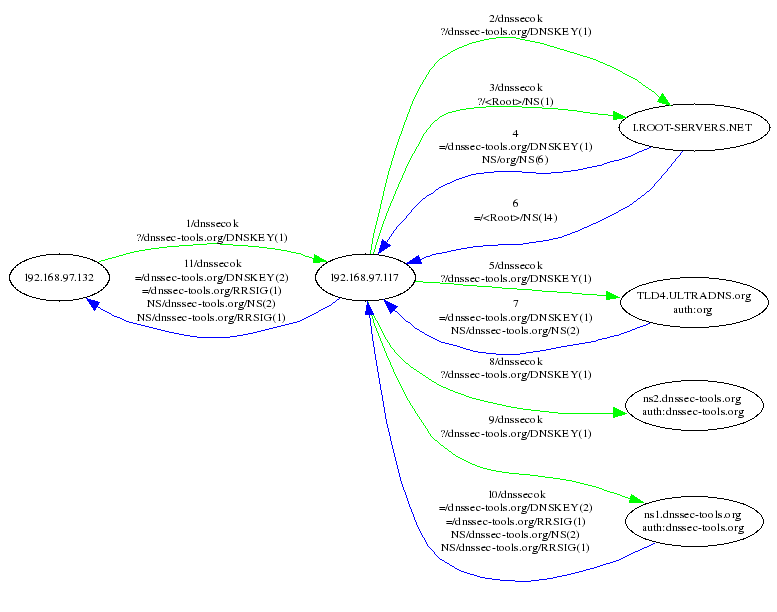 2/dnssecok
?/dnssec-tools.org/DNSKEY(1)
3/dnssecok
?/<Root>/NS(1)
I.ROOT-SERVERS.NET
4
=/dnssec-tools.org/DNSKEY(1)
NS/org/NS(6)
6
=/<Root>/NS(14)
1/dnssecok
?/dnssec-tools.org/DNSKEY(1)
192.168.97.132
192.168.97.117
11/dnssecok
=/dnssec-tools.org/DNSKEY(2)
=/dnssec-tools.org/RRSIG(1)
NS/dnssec-tools.org/NS(2)
NS/dnssec-tools.org/RRSIG(1)
5/dnssecok
?/dnssec-tools.org/DNSKEY(1)
TLD4.ULTRADNS.org
auth:org
7
=/dnssec-tools.org/DNSKEY(1)
NS/dnssec-tools.org/NS(2)
8/dnssecok
?/dnssec-tools.org/DNSKEY(1)
ns2.dnssec-tools.org
auth:dnssec-tools.org
9/dnssecok
?/dnssec-tools.org/DNSKEY(1)
10/dnssecok
=/dnssec-tools.org/DNSKEY(2)
=/dnssec-tools.org/RRSIG(1)
NS/dnssec-tools.org/NS(2)
NS/dnssec-tools.org/RRSIG(1)
ns1.dnssec-tools.org
auth:dnssec-tools.org